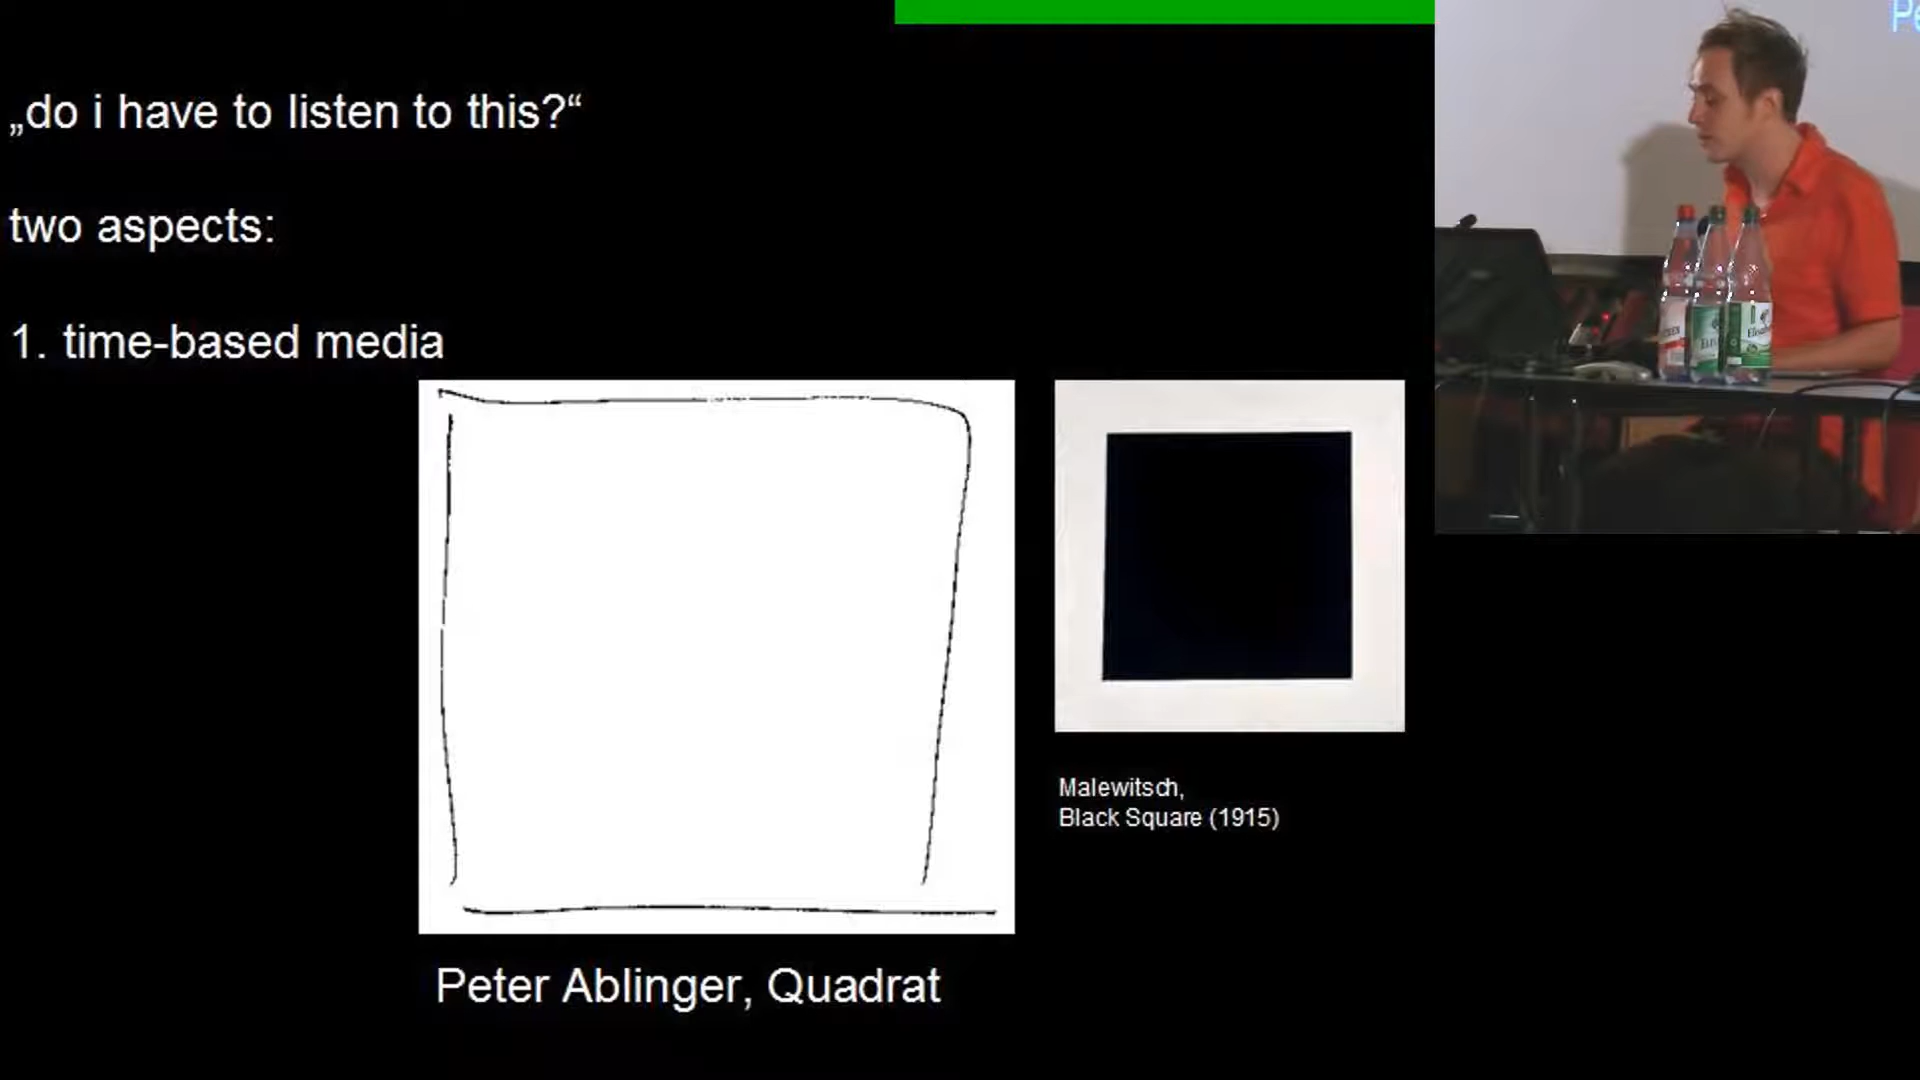 „do i have to listen to this?“
two aspects:
1. time-based media
Malewitsch,
Black Square (1915)
Peter Ablinger, Quadrat